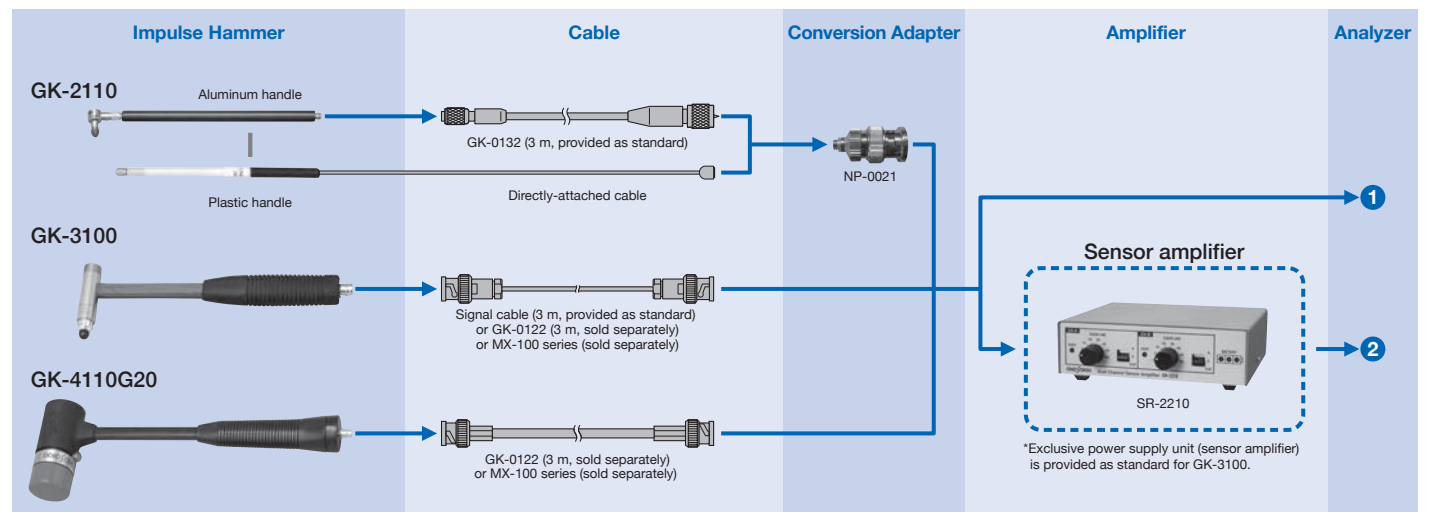 Impulse Hammer
Cable
Conversion Adapter
Amplifier
Analyzer
GK-2110
Aluminum handle
GK-0132 (3 m, provided as standard)
NP-0021
Plastic handle
Directly-attached cable
1
GK-3100
Sensor amplifier
Signal cable (3 m, provided as standard)
or GK-0122 (3 m, sold separately)
or MX-100 series (sold separately)
2
SR-2210
GK-4110G20
*Exclusive power supply unit (sensor amplifier)
is provided as standard for GK-3100.
GK-0122 (3 m, sold separately)
or MX-100 series (sold separately)